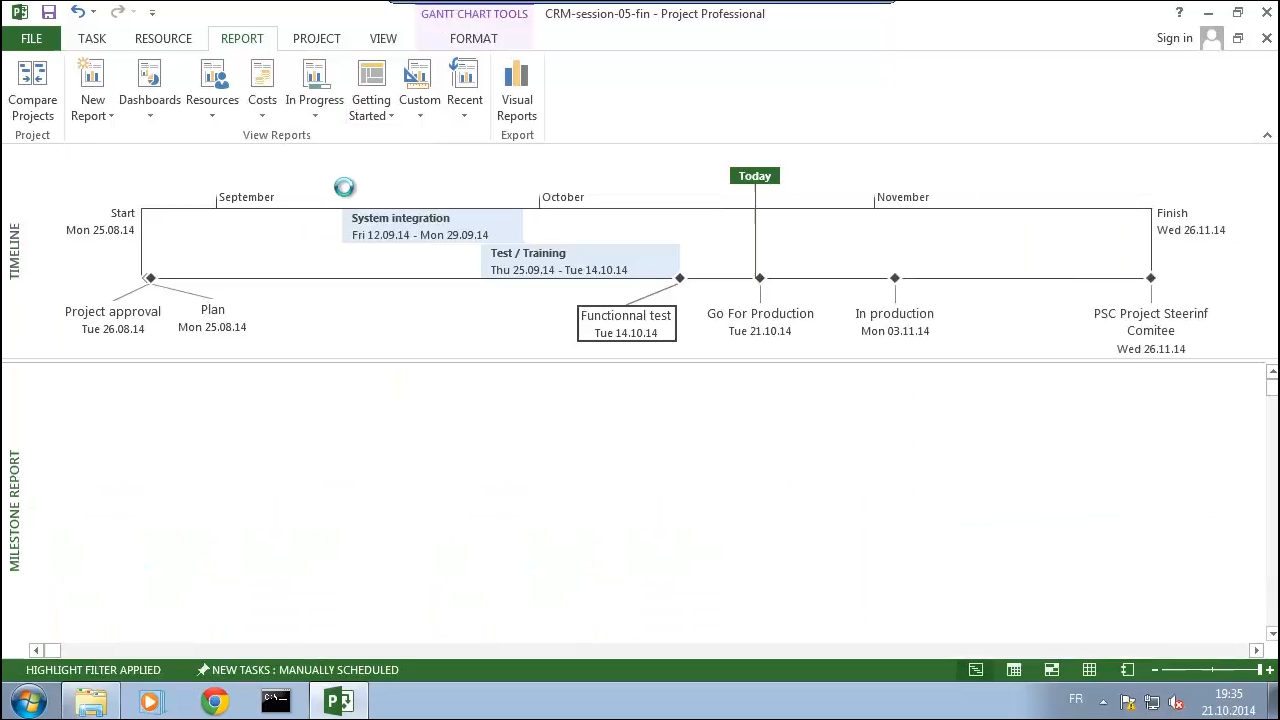 GANTT CHART TOOLS
CRM-session-05-fin - Project Professional
?
FILE
TASK
RESOURCE
REPORT
PROJECT
VIEW
FORMAT
Sign in
Compare
Projects
New
Report
Dashboards
Resources
Costs
In Progress
Getting
Started
Custom
Recent
Visual
Reports
Project
View Reports
Export
TIMELINE
Today
September
October
November
Start
Mon 25.08.14
System integration
Fri 12.09.14 - Mon 29.09.14
Test / Training
Thu 25.09.14 - Tue 14.10.14
Finish
Wed 26.11.14
Project approval
Tue 26.08.14
Plan
Mon 25.08.14
Functionnal test
Tue 14.10.14
Go For Production
Tue 21.10.14
In production
Mon 03.11.14
PSC Project Steerinf
Comitee
Wed 26.11.14
MILESTONE REPORT
HIGHLIGHT FILTER APPLIED
NEW TASKS : MANUALLY SCHEDULED
FR
19:35
21.10.2014